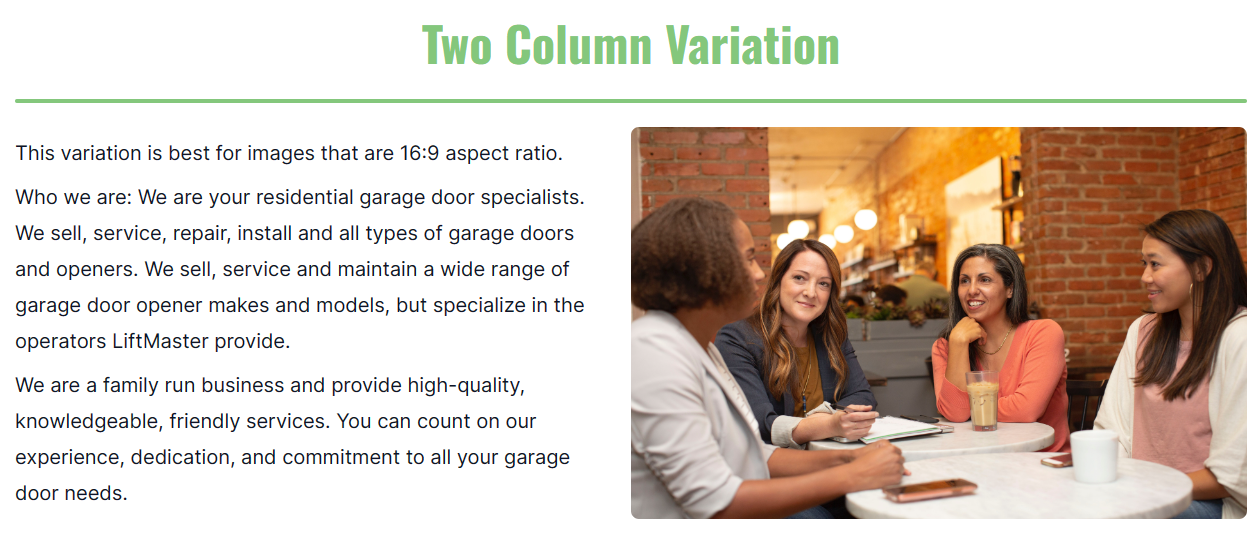 Two Column Variation
This variation is best for images that are 16:9 aspect ratio.
Who we are: We are your residential garage door specialists.
We sell, service, repair, install and all types of garage doors
and openers. We sell, service and maintain a wide range of
garage door opener makes and models, but specialize in the
operators LiftMaster provide.
We are a family run business and provide high-quality,
knowledgeable, friendly services. You can count on our
experience, dedication, and commitment to all your garage
door needs.